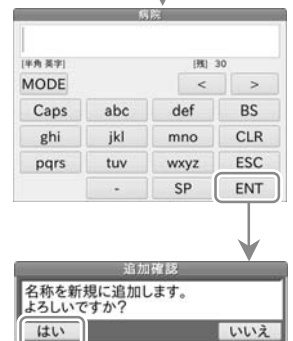 病院
[半角 英字] [残] 30
MODE < >
Caps abc def BS
ghi jkl mno CLR
pqrs tuv wxyz ESC
- SP ENT
追加確認
名称を新規に追加します。
よろしいですか?
はい いいえ